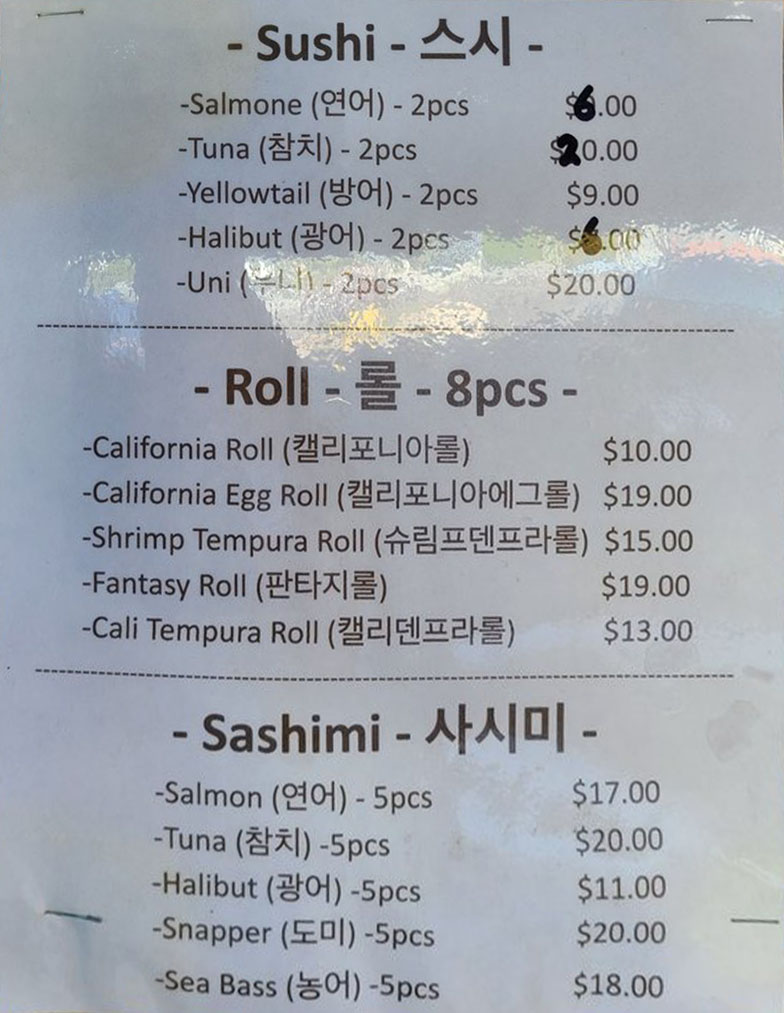 - Sushi - 스시 -
-Salmone (연어) - 2pcs $6.00
-Tuna (참치) - 2pcs $20.00
-Yellowtail (방어) - 2pcs $9.00
-Halibut (광어) - 2pcs $6.00
-Uni ( - 2pcs $20.00
- Roll - 롤 - 8pcs -
-California Roll (캘리포니아롤) $10.00
-California Egg Roll (캘리포니아에그롤) $19.00
-Shrimp Tempura Roll (슈림프덴프라롤) $15.00
-Fantasy Roll (판타지롤) $19.00
-Cali Tempura Roll (캘리덴프라롤) $13.00
- Sashimi - 사시미 -
-Salmon (연어) - 5pcs $17.00
-Tuna (참치) -5pcs $20.00
-Halibut (광어) -5pcs $11.00
-Snapper (도미) -5pcs $20.00
-Sea Bass (농어) -5pcs $18.00